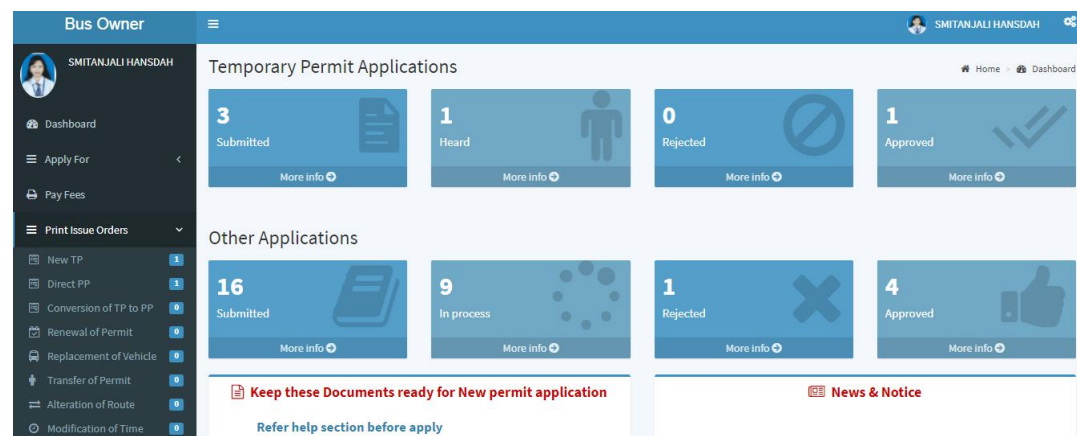 Bus Owner
SMITANJALI HANSDAH
SMITANJALI HANSDAH
Dashboard
Apply For
Pay Fees
Print Issue Orders
New TP 1
Direct PP 1
Conversion of TP to PP 0
Renewal of Permit 0
Replacement of Vehicle 0
Transfer of Permit 0
Alteration of Route 0
Modification of Time 0
Temporary Permit Applications
Home > Dashboard
3
Submitted
More info
1
Heard
More info
0
Rejected
More info
1
Approved
More info
Other Applications
16
Submitted
More info
9
In process
More info
1
Rejected
More info
4
Approved
More info
Keep these Documents ready for New permit application
Refer help section before apply
News & Notice